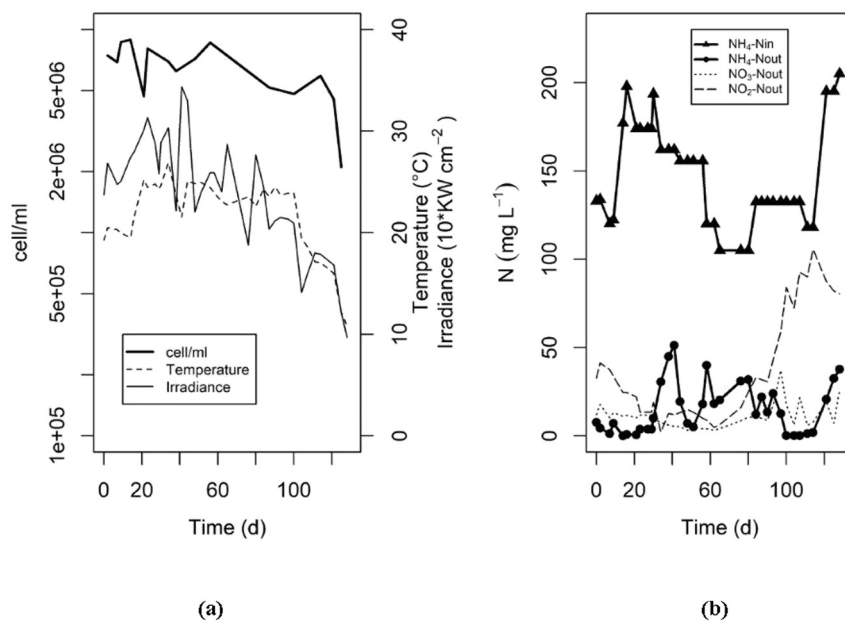 1e+05
5e+05
2e+06
5e+06
cell/ml
0
10
20
30
40
Temperature (°C)
Irradiance (10*KW cm⁻²)
cell/ml
Temperature
Irradiance
0
20
60
100
Time (d)
(a)
0
50
100
150
200
N (mg L⁻¹)
NH₄-Nin
NH₄-Nout
NO₃-Nout
NO₂-Nout
0
20
60
100
Time (d)
(b)